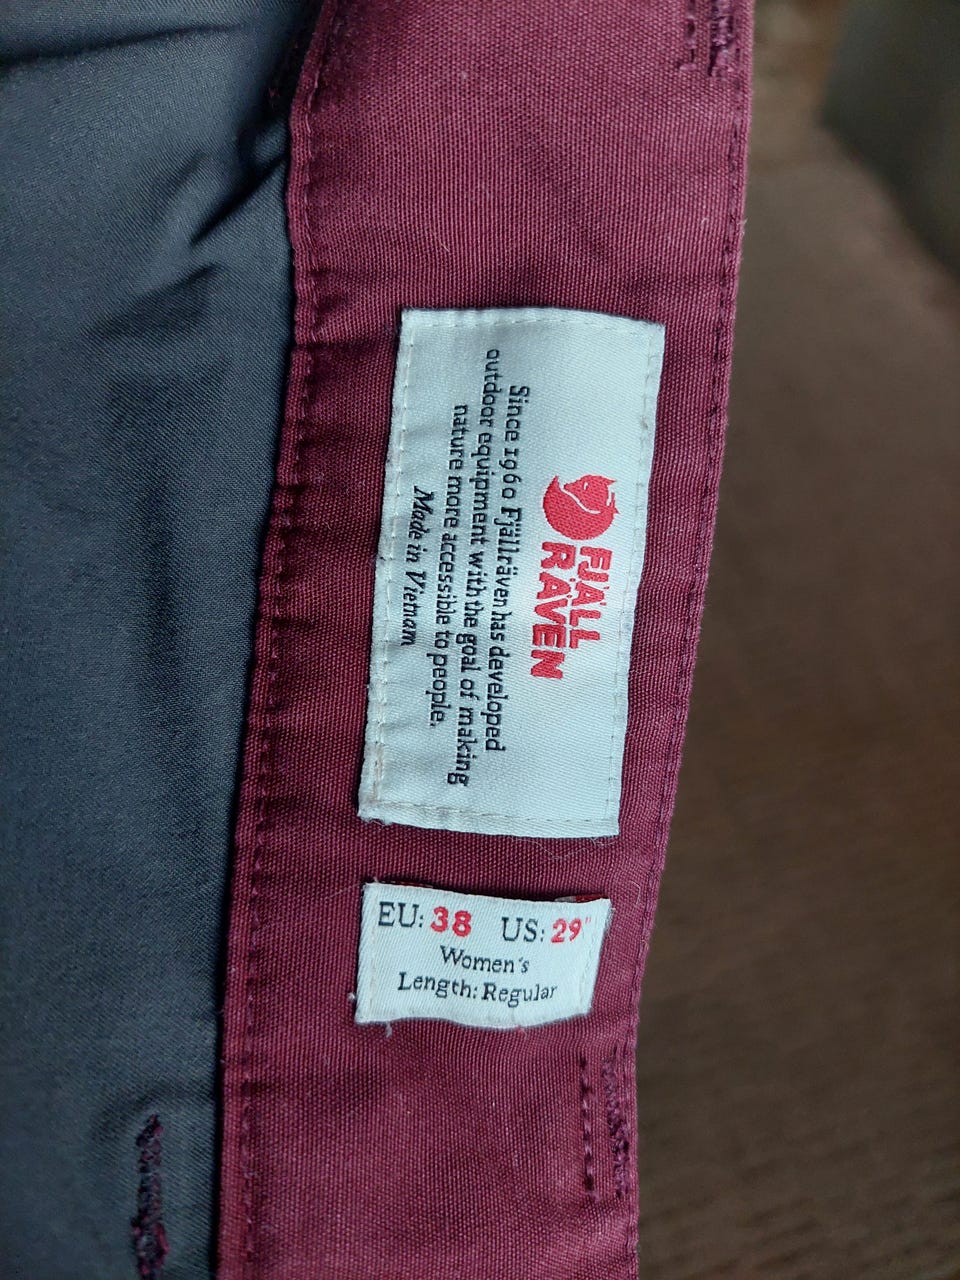 FJÄLL
RÄVEN
Since 1960 Fjällräven has developed
outdoor equipment with the goal of making
nature more accessible to people.
Made in Vietnam
EU: 38 US: 29"
Women's
Length: Regular